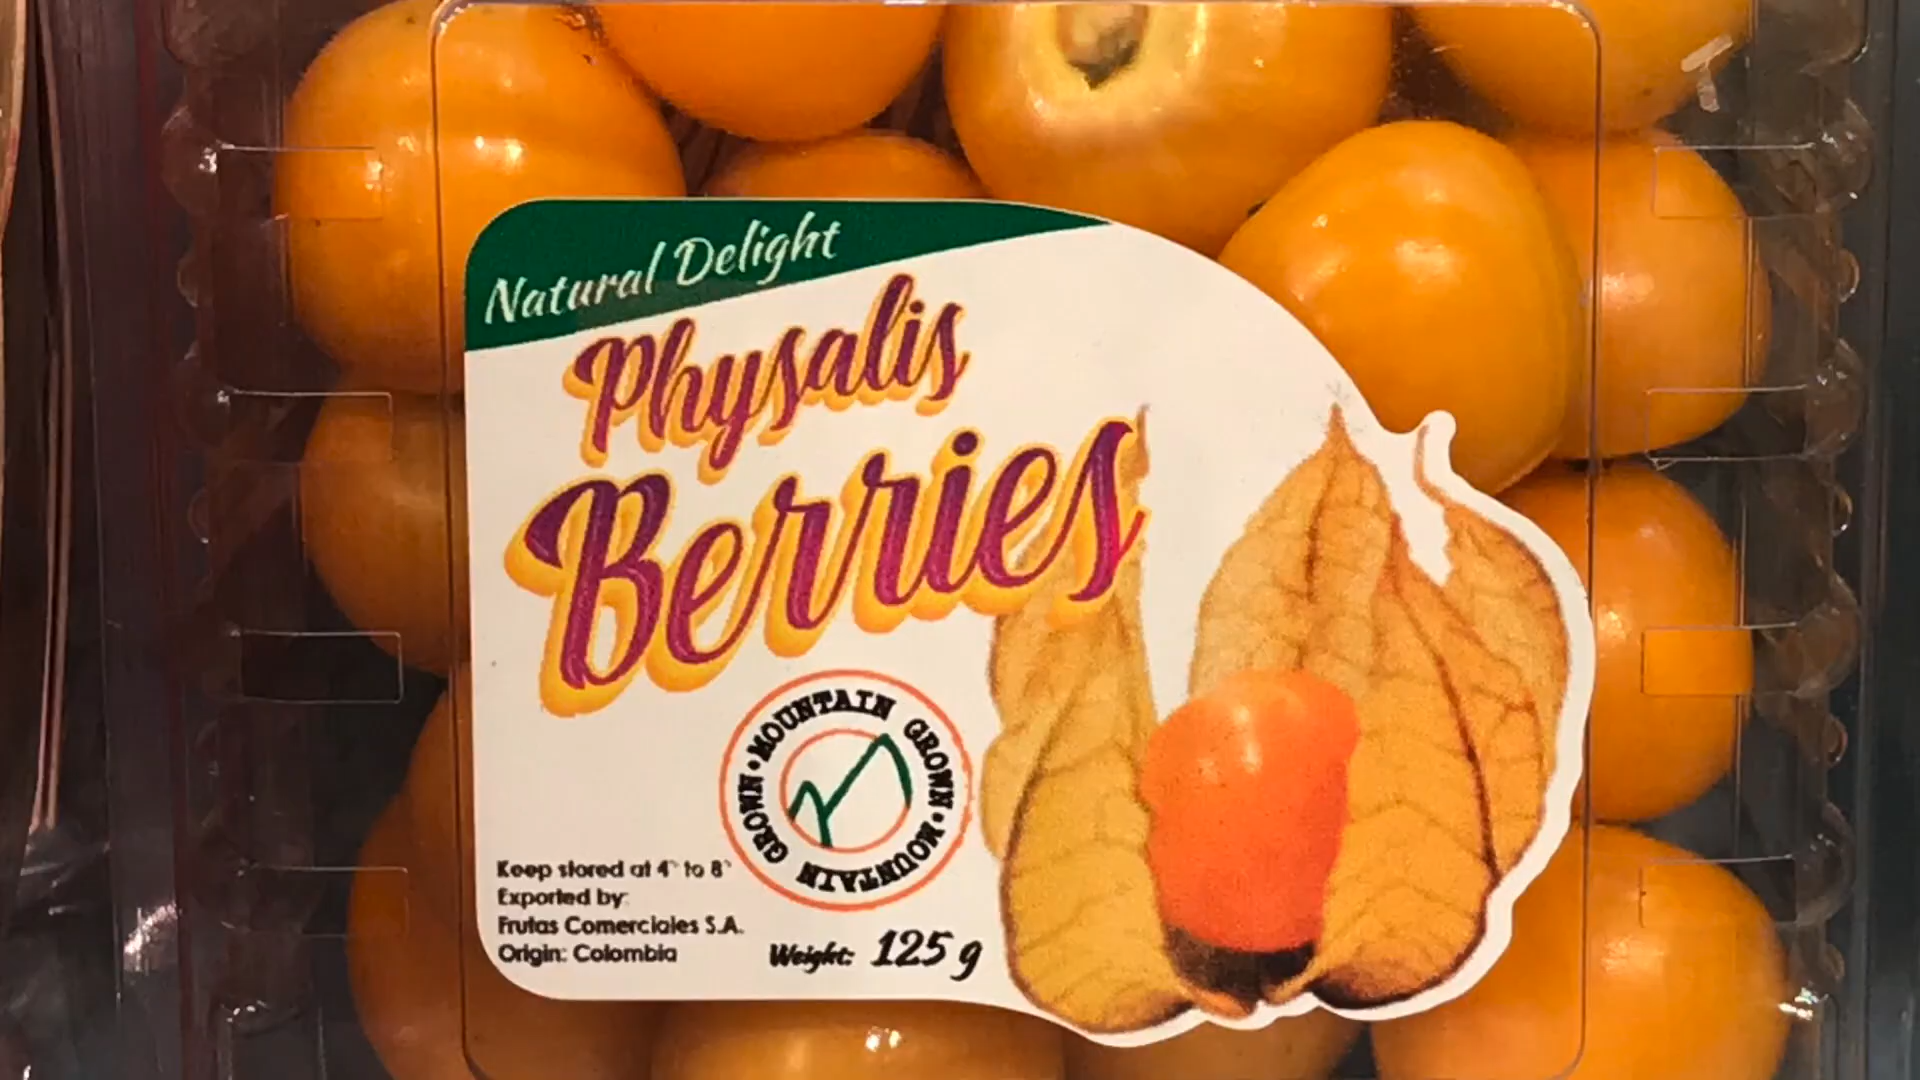 Natural Delight
Physalis
Berries
MOUNTAIN GROWN • MOUNTAIN GROWN •
Keep stored at 4° to 8°
Exported by:
Frutas Comerciales S.A.
Origin: Colombia
Weight: 125 g